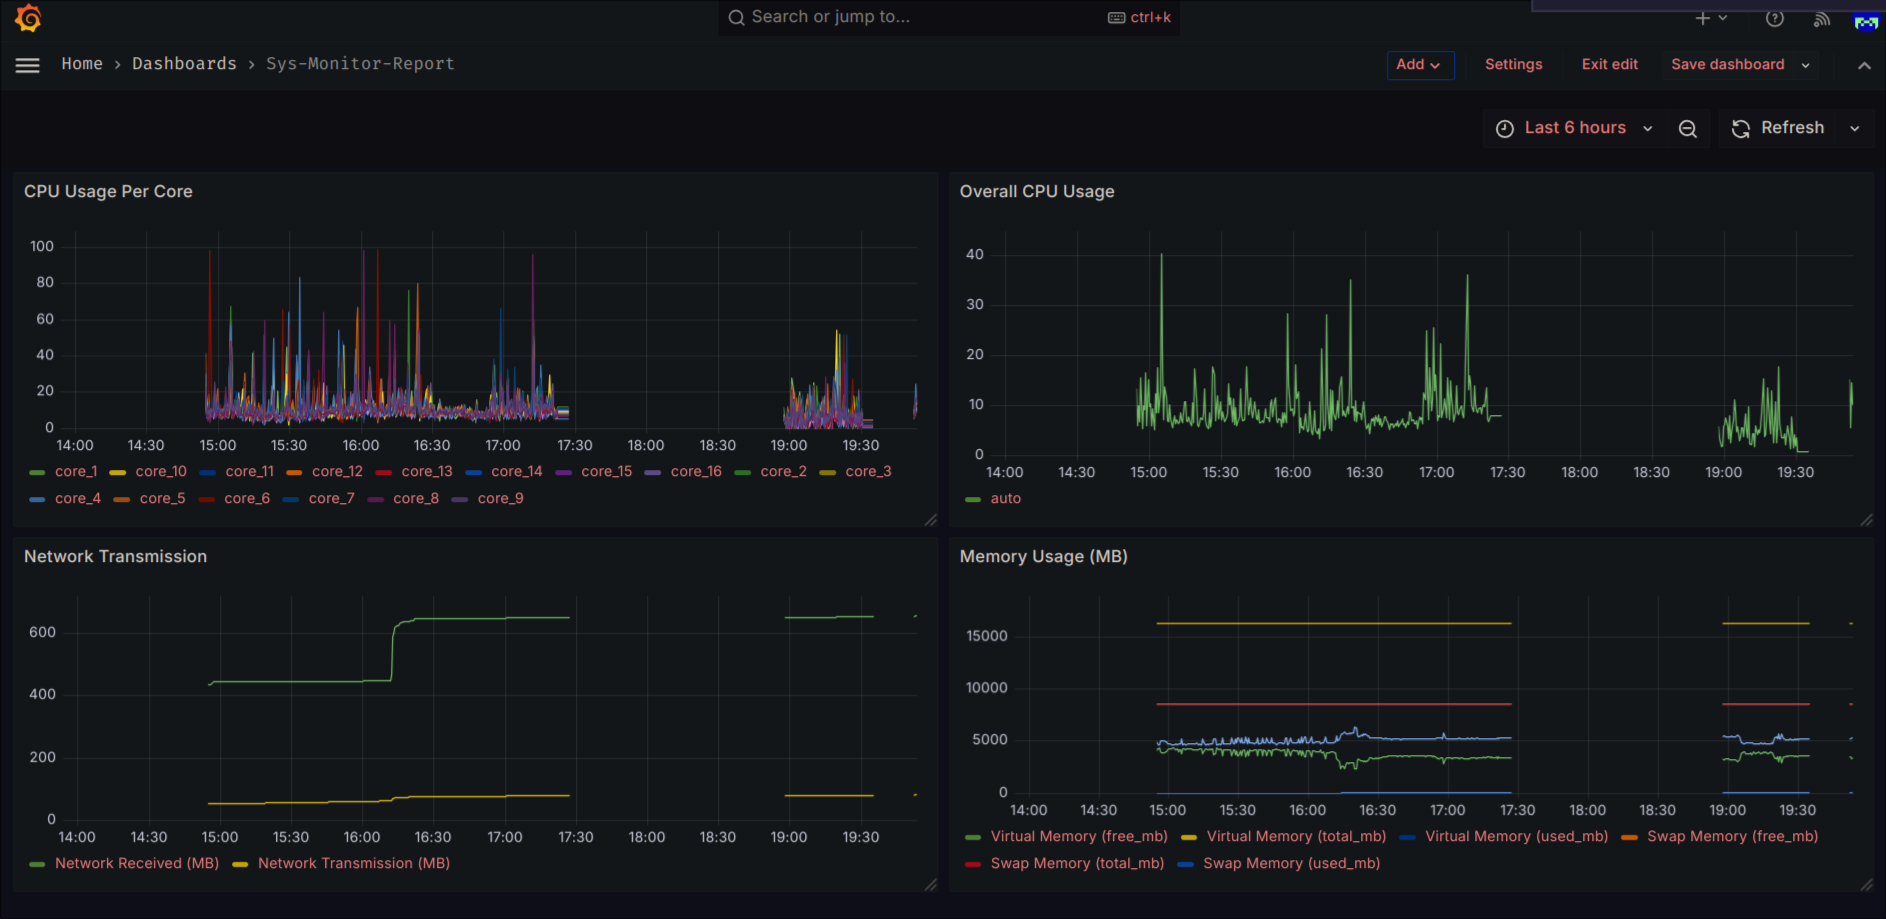 Search or jump to... ctrl+k
Home › Dashboards › Sys-Monitor-Report
Add Settings Exit edit Save dashboard
Last 6 hours Refresh
CPU Usage Per Core
100
80
60
40
20
0
14:00 14:30 15:00 15:30 16:00 16:30 17:00 17:30 18:00 18:30 19:00 19:30
core_1 core_10 core_11 core_12 core_13 core_14 core_15 core_16 core_2 core_3
core_4 core_5 core_6 core_7 core_8 core_9
Overall CPU Usage
40
30
20
10
0
14:00 14:30 15:00 15:30 16:00 16:30 17:00 17:30 18:00 18:30 19:00 19:30
auto
Network Transmission
600
400
200
0
14:00 14:30 15:00 15:30 16:00 16:30 17:00 17:30 18:00 18:30 19:00 19:30
Network Received (MB) Network Transmission (MB)
Memory Usage (MB)
15000
10000
5000
0
14:00 14:30 15:00 15:30 16:00 16:30 17:00 17:30 18:00 18:30 19:00 19:30
Virtual Memory (free_mb) Virtual Memory (total_mb) Virtual Memory (used_mb) Swap Memory (free_mb)
Swap Memory (total_mb) Swap Memory (used_mb)